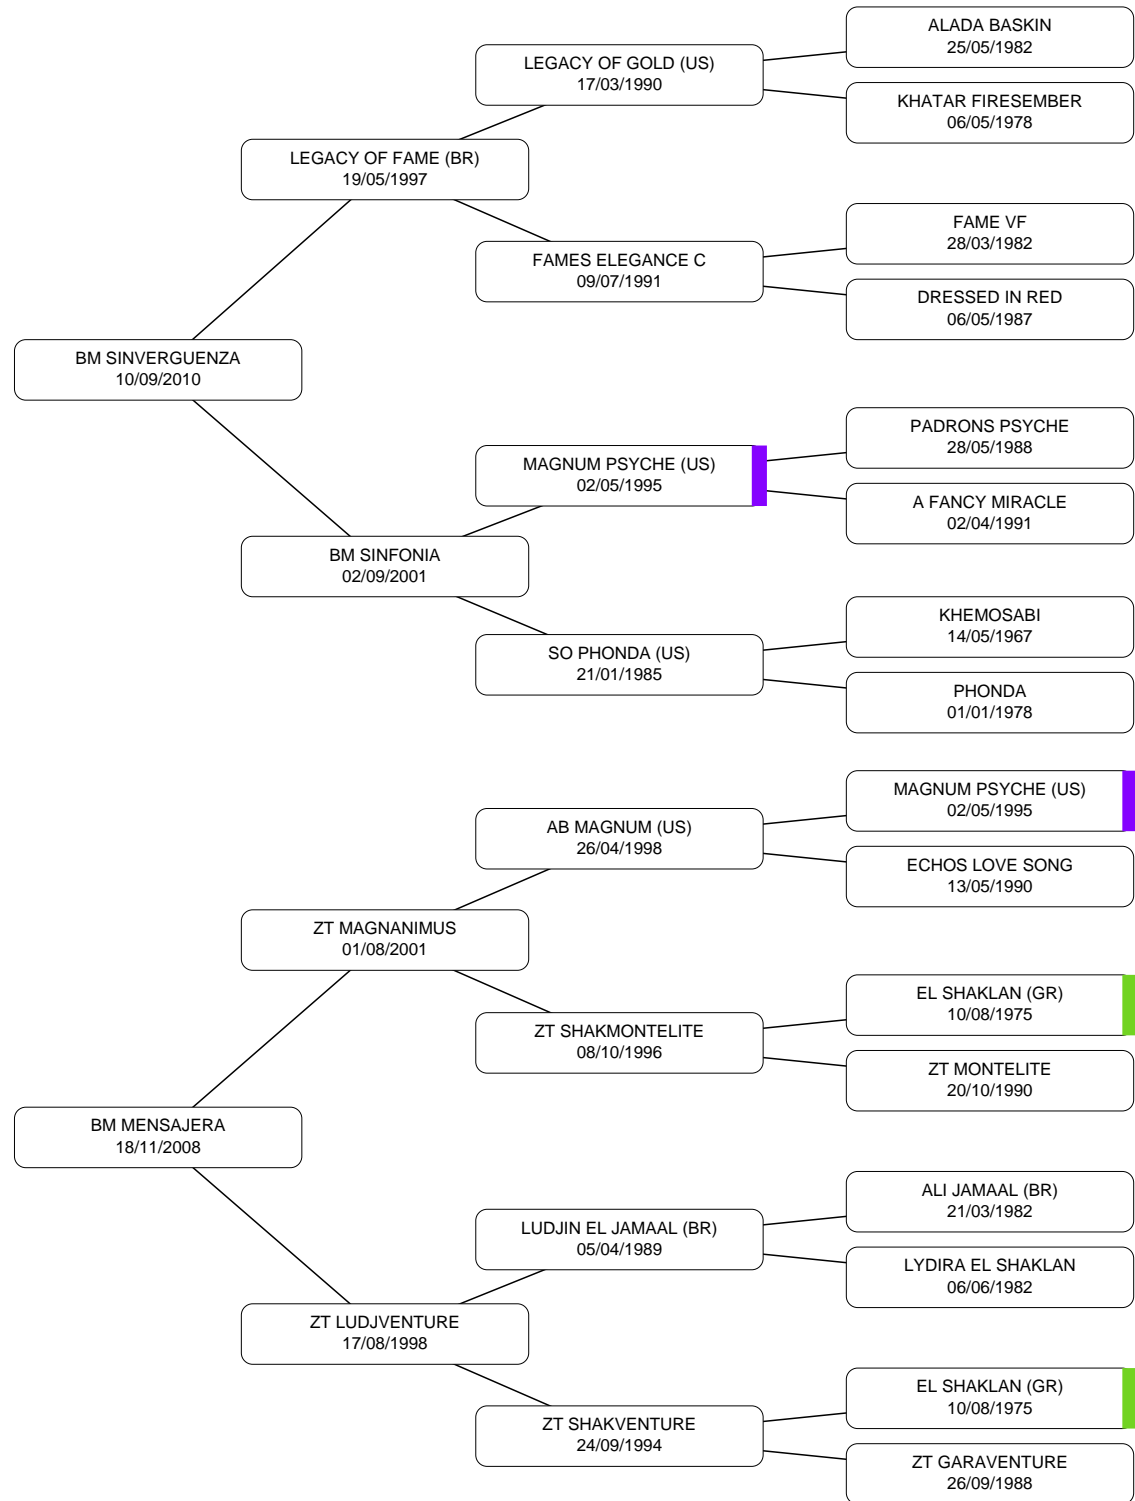 ALADA BASKIN
25/05/1982
LEGACY OF GOLD (US)
17/03/1990
KHATAR FIRESEMBER
06/05/1978
LEGACY OF FAME (BR)
19/05/1997
FAME VF
28/03/1982
FAMES ELEGANCE C
09/07/1991
DRESSED IN RED
06/05/1987
BM SINVERGUENZA
10/09/2010
PADRONS PSYCHE
28/05/1988
MAGNUM PSYCHE (US)
02/05/1995
A FANCY MIRACLE
02/04/1991
BM SINFONIA
02/09/2001
KHEMOSABI
14/05/1967
SO PHONDA (US)
21/01/1985
PHONDA
01/01/1978
MAGNUM PSYCHE (US)
02/05/1995
AB MAGNUM (US)
26/04/1998
ECHOS LOVE SONG
13/05/1990
ZT MAGNANIMUS
01/08/2001
EL SHAKLAN (GR)
10/08/1975
ZT SHAKMONTELITE
08/10/1996
ZT MONTELITE
20/10/1990
BM MENSAJERA
18/11/2008
ALI JAMAAL (BR)
21/03/1982
LUDJIN EL JAMAAL (BR)
05/04/1989
LYDIRA EL SHAKLAN
06/06/1982
ZT LUDJVENTURE
17/08/1998
EL SHAKLAN (GR)
10/08/1975
ZT SHAKVENTURE
24/09/1994
ZT GARAVENTURE
26/09/1988